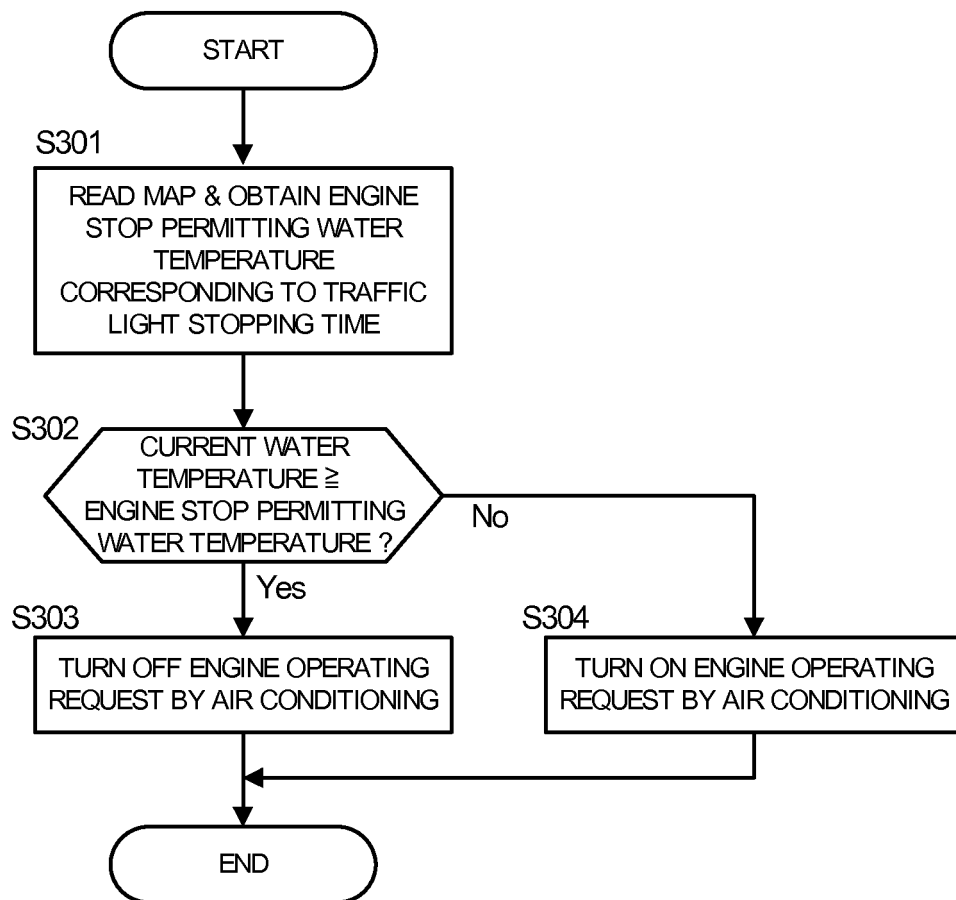 START
S301
READ MAP & OBTAIN ENGINE
STOP PERMITTING WATER
TEMPERATURE
CORRESPONDING TO TRAFFIC
LIGHT STOPPING TIME
S302
CURRENT WATER
TEMPERATURE ≧
ENGINE STOP PERMITTING
WATER TEMPERATURE ?
No
Yes
S303
TURN OFF ENGINE OPERATING
REQUEST BY AIR CONDITIONING
S304
TURN ON ENGINE OPERATING
REQUEST BY AIR CONDITIONING
END